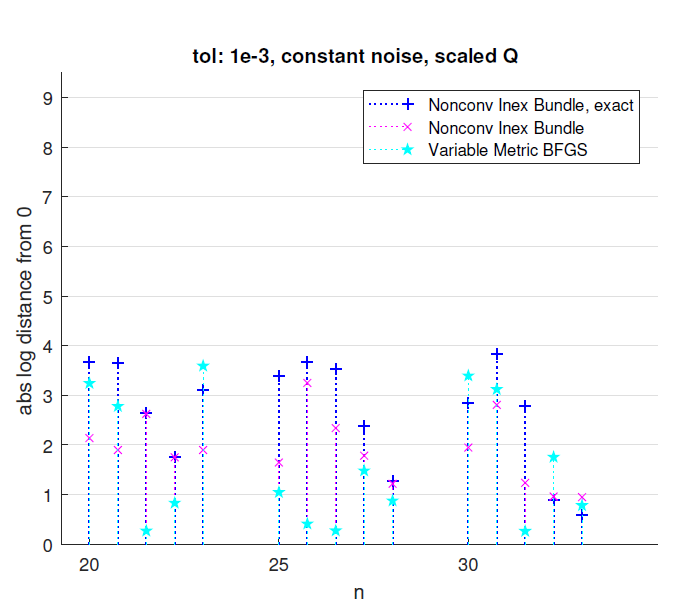 tol: 1e-3, constant noise, scaled Q
Nonconv Inex Bundle, exact
Nonconv Inex Bundle
Variable Metric BFGS
abs log distance from 0
9
8
7
6
5
4
3
2
1
0
20
25
30
n